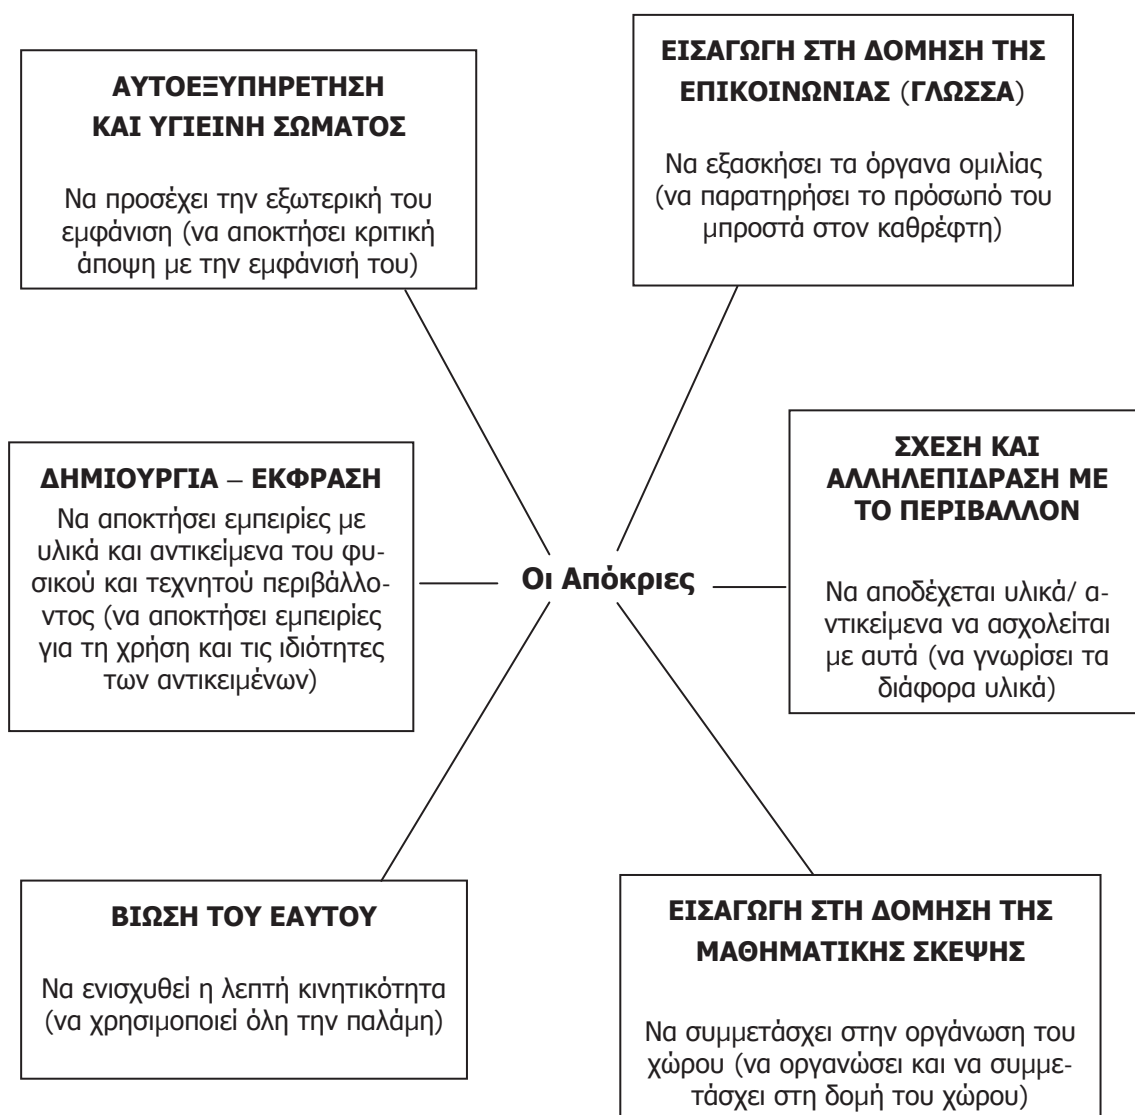 ΑΥΤΟΕΞΥΠΗΡΕΤΗΣΗ
ΚΑΙ ΥΓΙΕΙΝΗ ΣΩΜΑΤΟΣ
Να προσέχει την εξωτερική του
εμφάνιση (να αποκτήσει κριτική
άποψη με την εμφάνισή του)
ΕΙΣΑΓΩΓΗ ΣΤΗ ΔΟΜΗΣΗ ΤΗΣ
ΕΠΙΚΟΙΝΩΝΙΑΣ (ΓΛΩΣΣΑ)
Να εξασκήσει τα όργανα ομιλίας
(να παρατηρήσει το πρόσωπό του
μπροστά στον καθρέφτη)
ΔΗΜΙΟΥΡΓΙΑ – ΕΚΦΡΑΣΗ
Να αποκτήσει εμπειρίες με
υλικά και αντικείμενα του φυ-
σικού και τεχνητού περιβάλλο-
ντος (να αποκτήσει εμπειρίες
για τη χρήση και τις ιδιότητες
των αντικειμένων)
Οι Απόκριες
ΣΧΕΣΗ ΚΑΙ
ΑΛΛΗΛΕΠΙΔΡΑΣΗ ΜΕ
ΤΟ ΠΕΡΙΒΑΛΛΟΝ
Να αποδέχεται υλικά/ α-
ντικείμενα να ασχολείται
με αυτά (να γνωρίσει τα
διάφορα υλικά)
ΒΙΩΣΗ ΤΟΥ ΕΑΥΤΟΥ
Να ενισχυθεί η λεπτή κινητικότητα
(να χρησιμοποιεί όλη την παλάμη)
ΕΙΣΑΓΩΓΗ ΣΤΗ ΔΟΜΗΣΗ ΤΗΣ
ΜΑΘΗΜΑΤΙΚΗΣ ΣΚΕΨΗΣ
Να συμμετάσχει στην οργάνωση του
χώρου (να οργανώσει και να συμμε-
τάσχει στη δομή του χώρου)